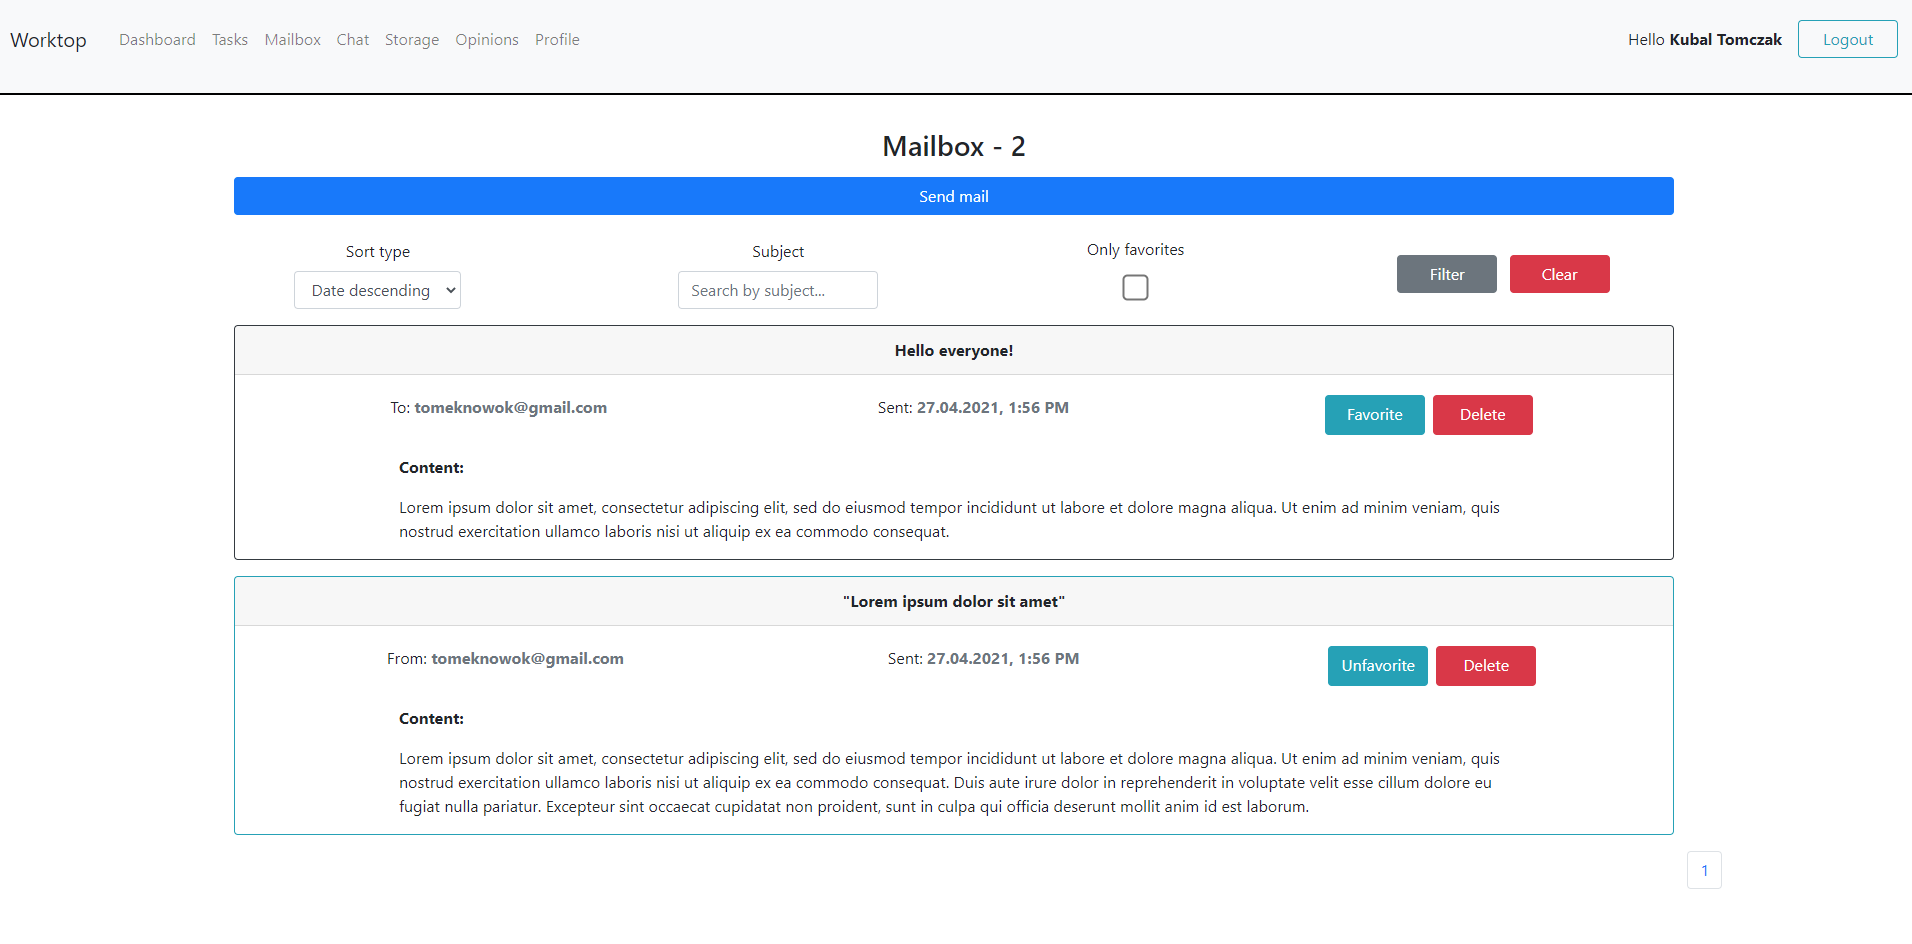 Worktop Dashboard Tasks Mailbox Chat Storage Opinions Profile Hello Kubal Tomczak Logout
Mailbox - 2
Send mail
Sort type Subject Only favorites
Date descending Search by subject... Filter Clear
Hello everyone!
To: tomeknowok@gmail.com Sent: 27.04.2021, 1:56 PM Favorite Delete
Content:
Lorem ipsum dolor sit amet, consectetur adipiscing elit, sed do eiusmod tempor incididunt ut labore et dolore magna aliqua. Ut enim ad minim veniam, quis
nostrud exercitation ullamco laboris nisi ut aliquip ex ea commodo consequat.
"Lorem ipsum dolor sit amet"
From: tomeknowok@gmail.com Sent: 27.04.2021, 1:56 PM Unfavorite Delete
Content:
Lorem ipsum dolor sit amet, consectetur adipiscing elit, sed do eiusmod tempor incididunt ut labore et dolore magna aliqua. Ut enim ad minim veniam, quis
nostrud exercitation ullamco laboris nisi ut aliquip ex ea commodo consequat. Duis aute irure dolor in reprehenderit in voluptate velit esse cillum dolore eu
fugiat nulla pariatur. Excepteur sint occaecat cupidatat non proident, sunt in culpa qui officia deserunt mollit anim id est laborum.
1